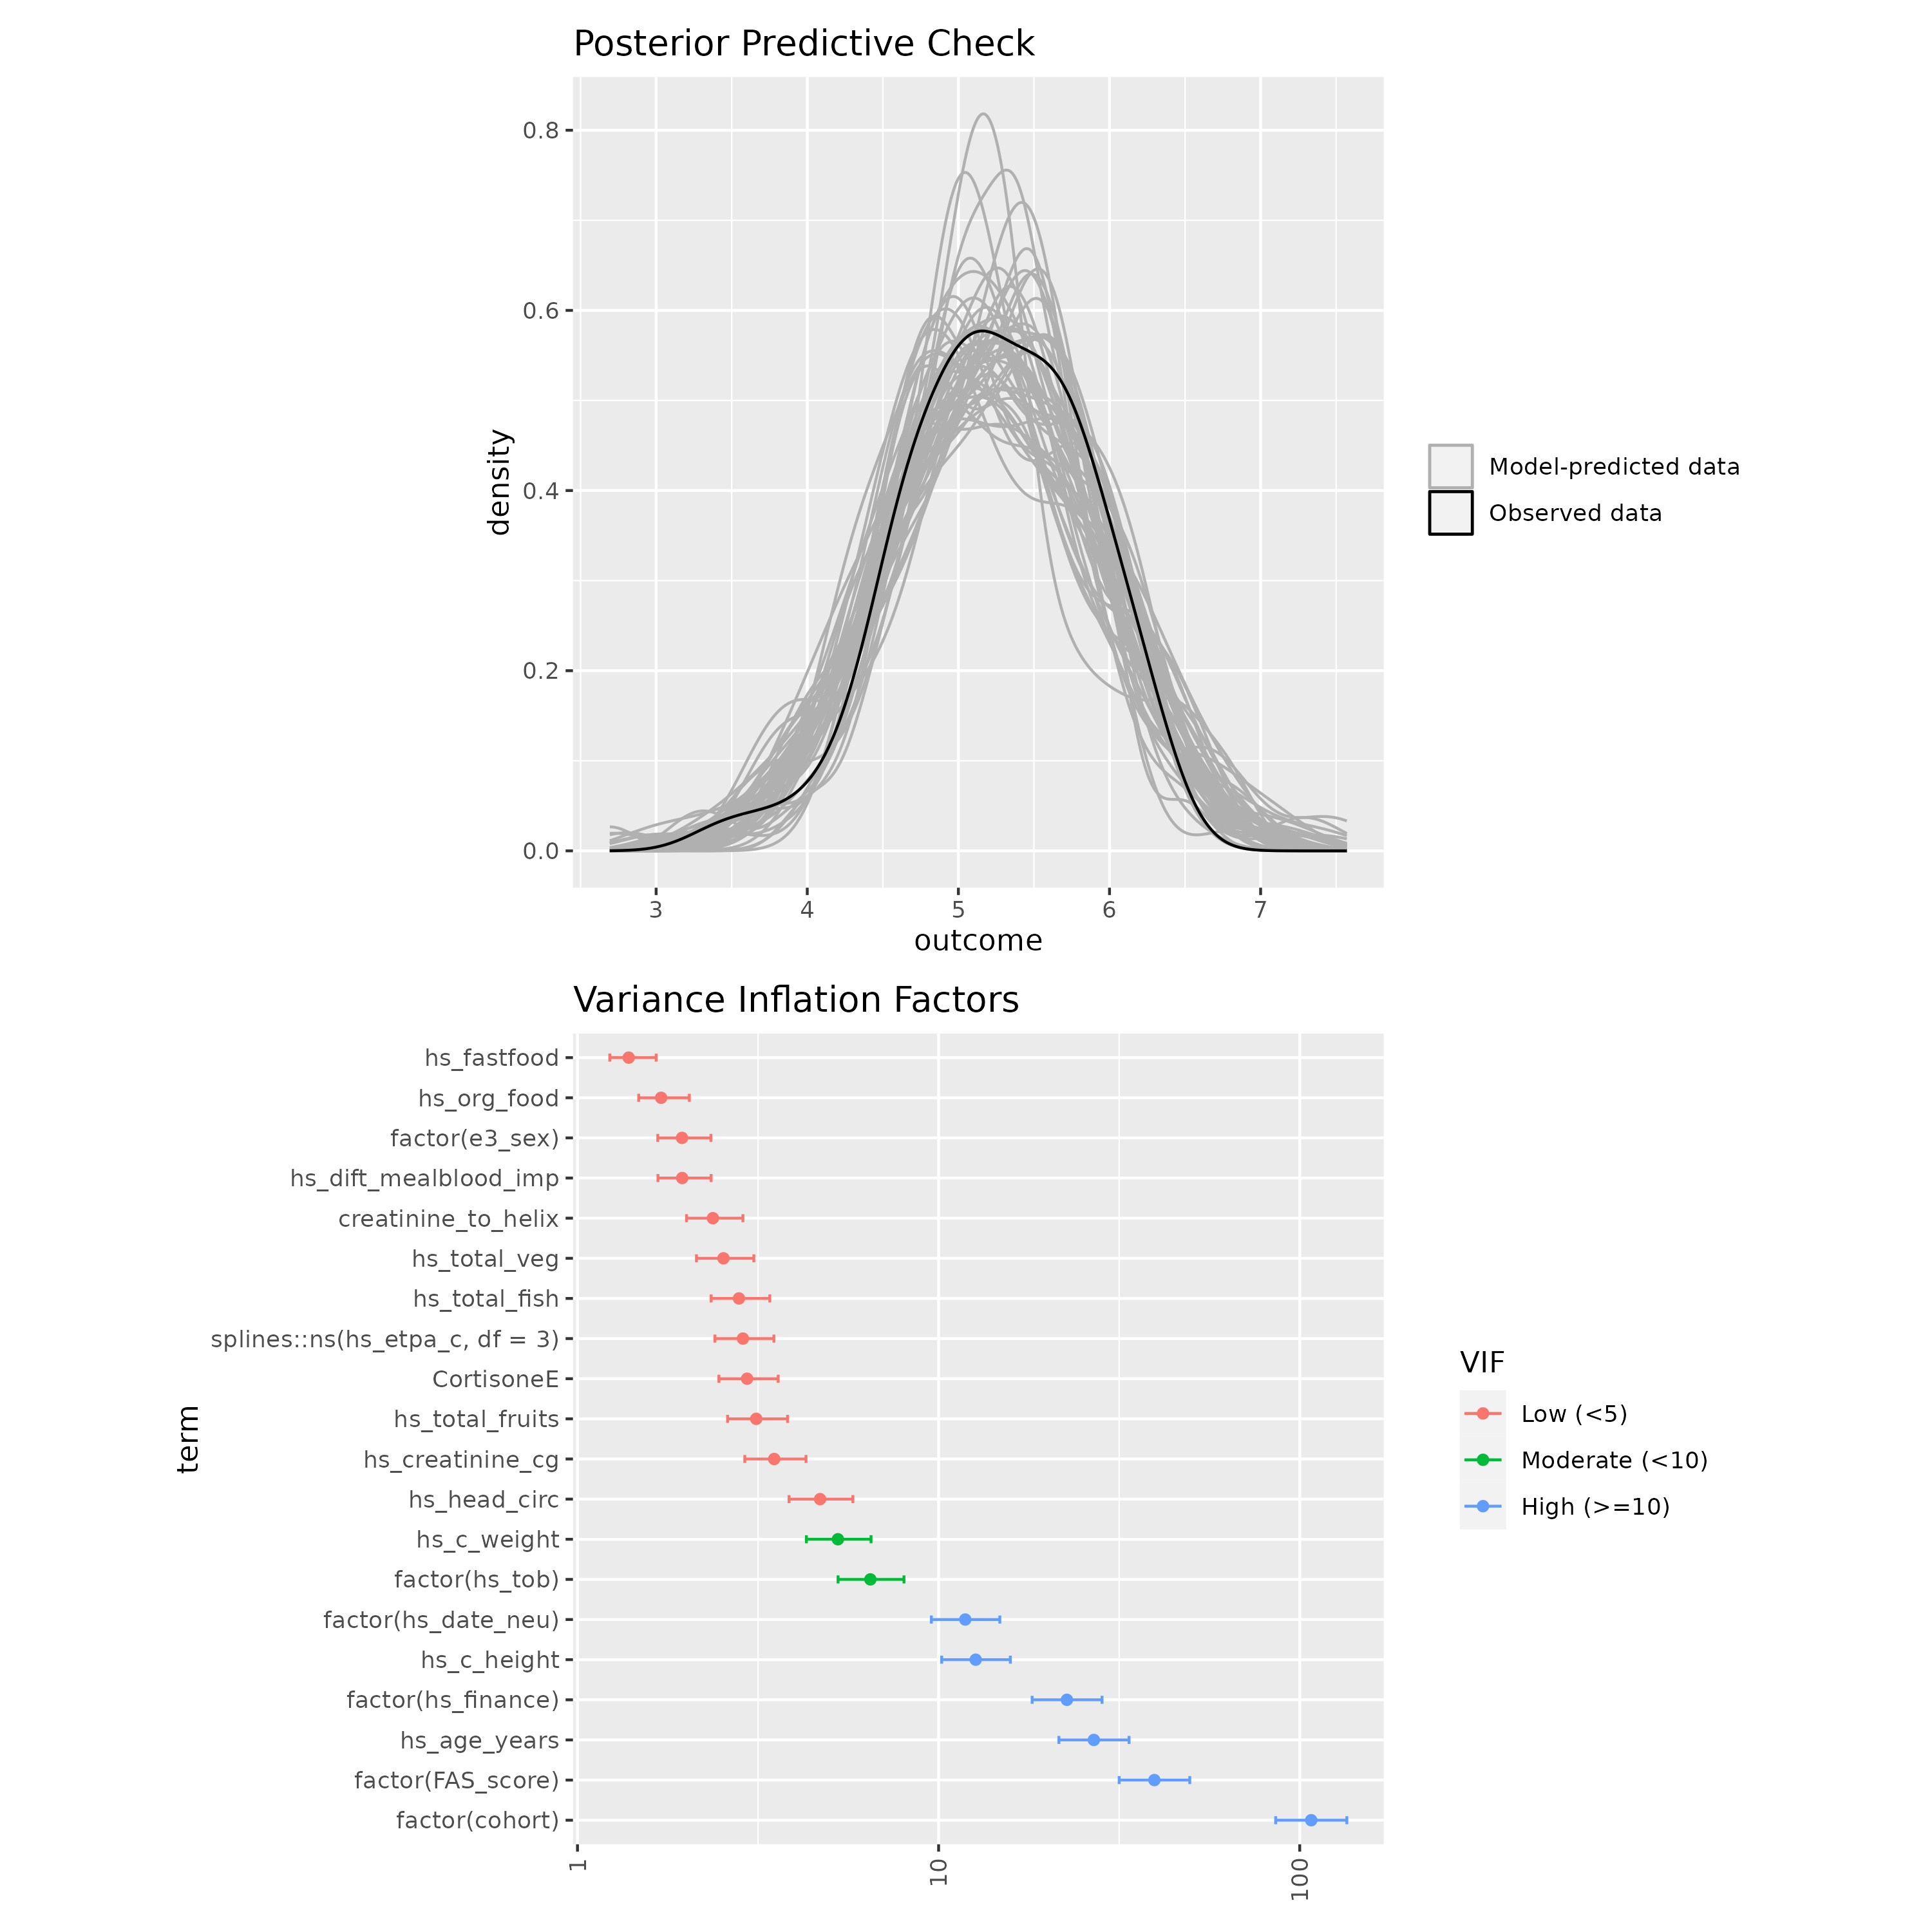 Posterior Predictive Check
0.8
0.6
0.4
0.2
0.0
density
3 4 5 6 7
outcome
Model-predicted data
Observed data
Variance Inflation Factors
term
hs_fastfood
hs_org_food
factor(e3_sex)
hs_dift_mealblood_imp
creatinine_to_helix
hs_total_veg
hs_total_fish
splines::ns(hs_etpa_c, df = 3)
CortisoneE
hs_total_fruits
hs_creatinine_cg
hs_head_circ
hs_c_weight
factor(hs_tob)
factor(hs_date_neu)
hs_c_height
factor(hs_finance)
hs_age_years
factor(FAS_score)
factor(cohort)
1 10 100
VIF
Low (<5)
Moderate (<10)
High (>=10)